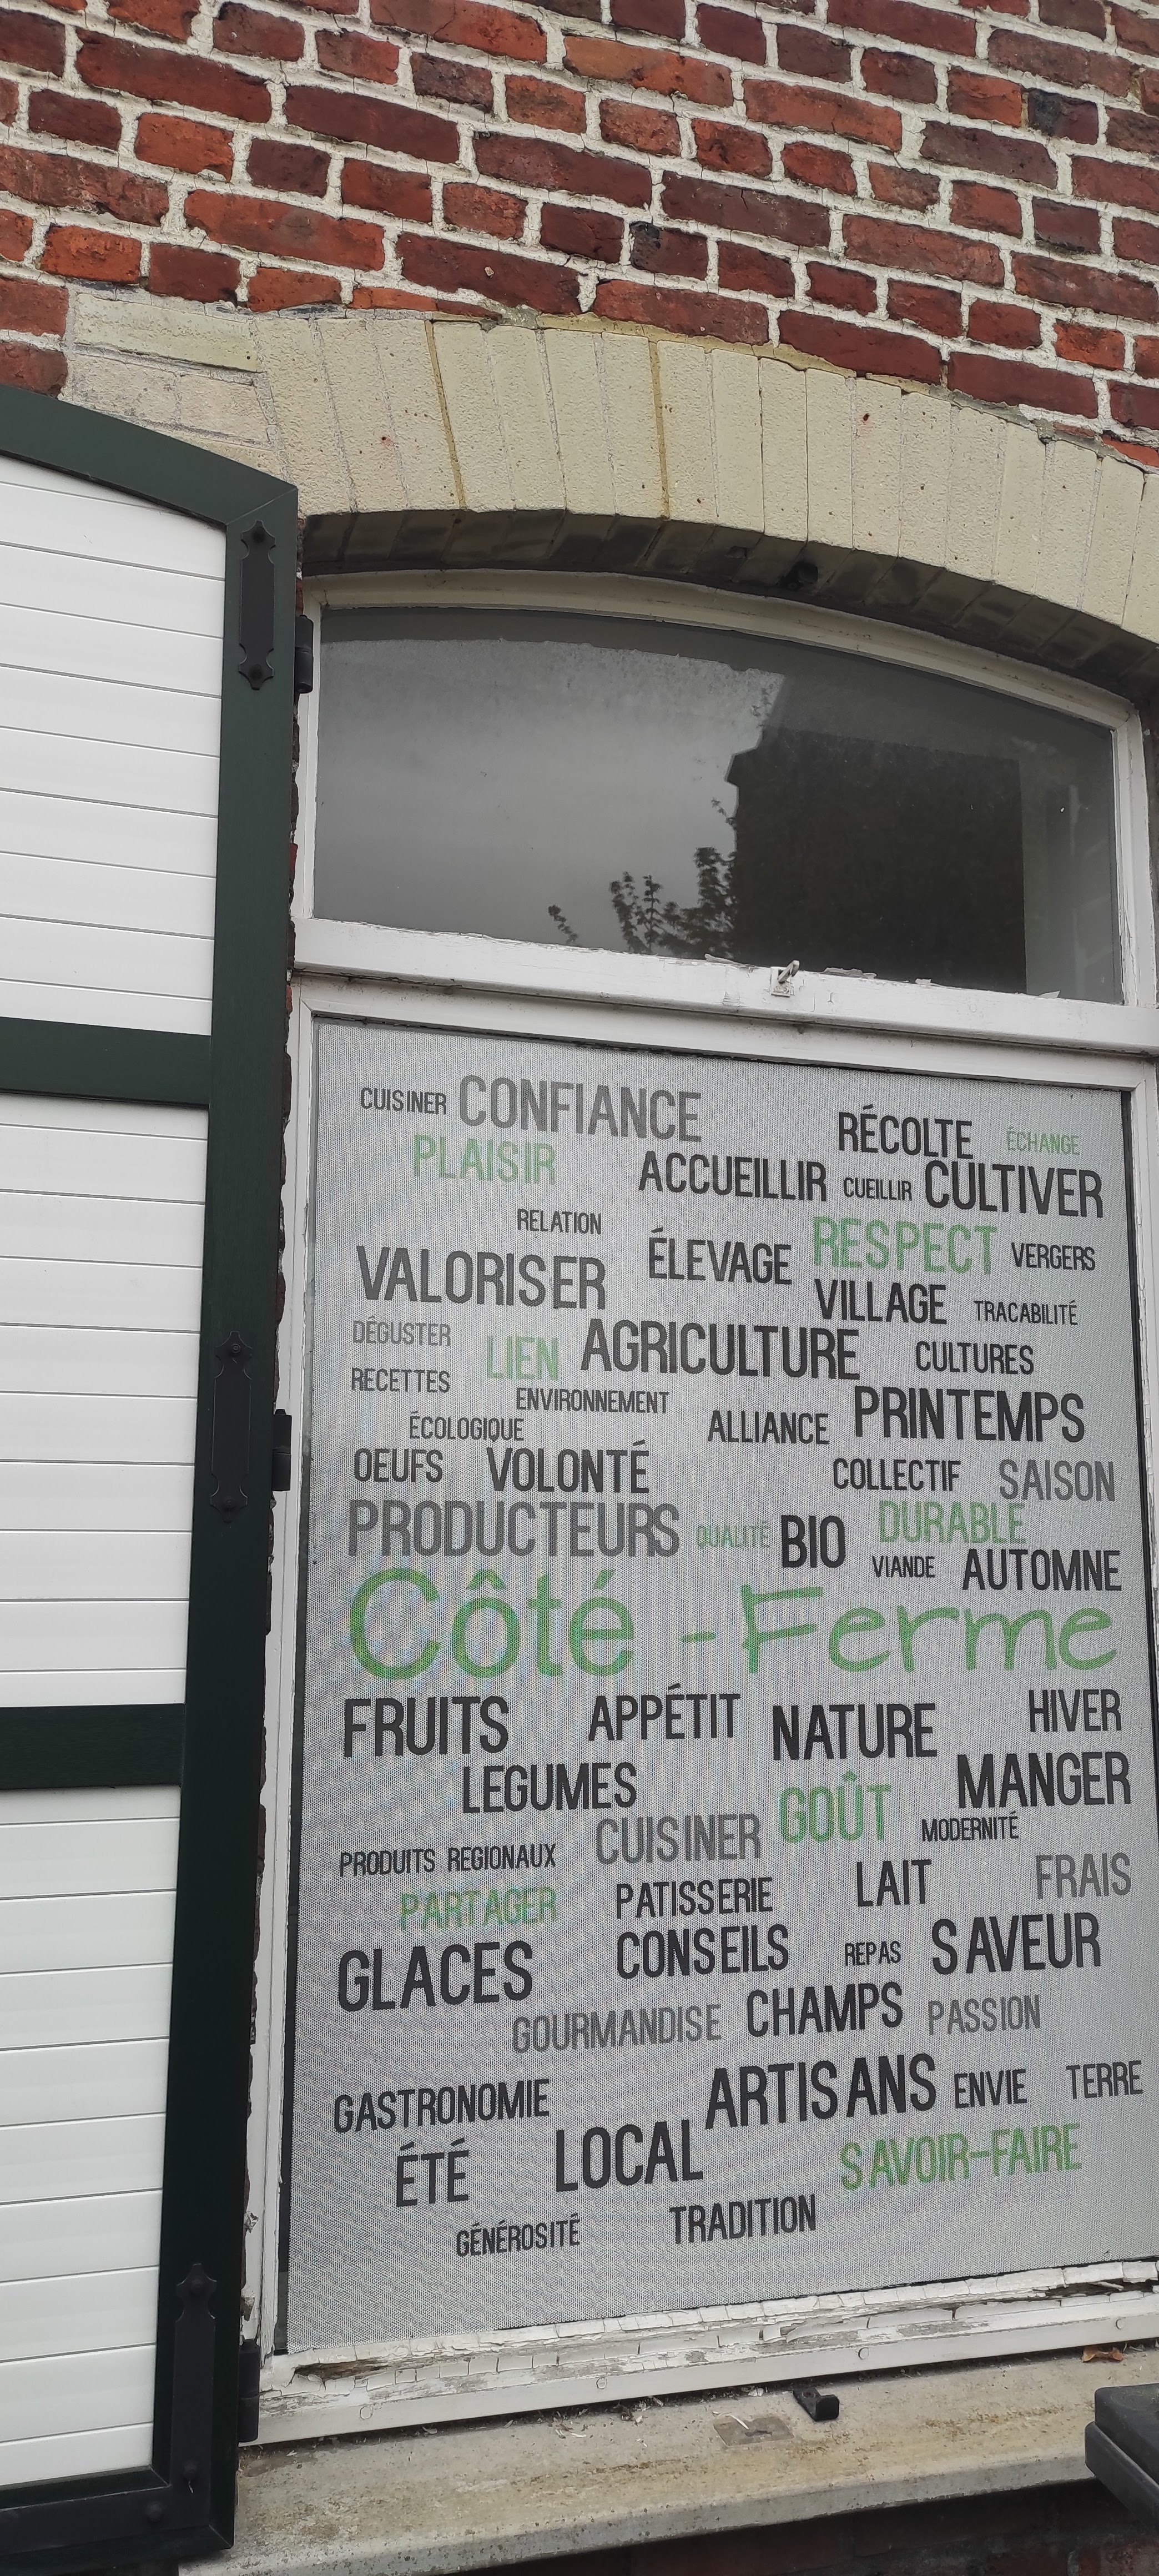 CUISINER CONFIANCE RÉCOLTE ÉCHANGE
PLAISIR ACCUEILLIR CUEILLIR CULTIVER
RELATION ÉLEVAGE RESPECT VERGERS
VALORISER VILLAGE TRACABILITÉ
DÉGUSTER LIEN AGRICULTURE CULTURES
RECETTES ENVIRONNEMENT PRINTEMPS
ÉCOLOGIQUE ALLIANCE
OEUFS VOLONTÉ COLLECTIF SAISON
PRODUCTEURS QUALITÉ BIO DURABLE
VIANDE AUTOMNE
Côté - Ferme
FRUITS APPÉTIT NATURE HIVER
LEGUMES GOÛT MANGER
PRODUITS REGIONAUX CUISINER MODERNITÉ
PARTAGER PATISSERIE LAIT FRAIS
GLACES CONSEILS REPAS SAVEUR
GOURMANDISE CHAMPS PASSION
GASTRONOMIE ARTISANS ENVIE TERRE
ÉTÉ LOCAL SAVOIR-FAIRE
GÉNÉROSITÉ TRADITION